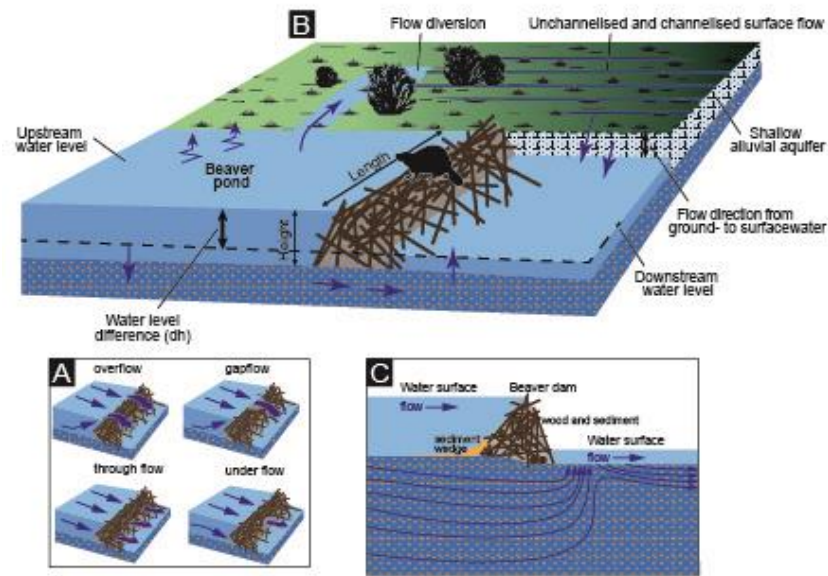 B
Flow diversion
Unchannelised and channelised surface flow
Upstream
water level
Beaver
pond
Length
Height
Shallow
alluvial aquifer
Flow direction from
ground- to surfacewater
Downstream
water level
Water level
difference (dh)
A
overflow
gapflow
through flow
under flow
C
Water surface
flow
Beaver dam
wood and sediment
sediment
wedge
Water surface
flow